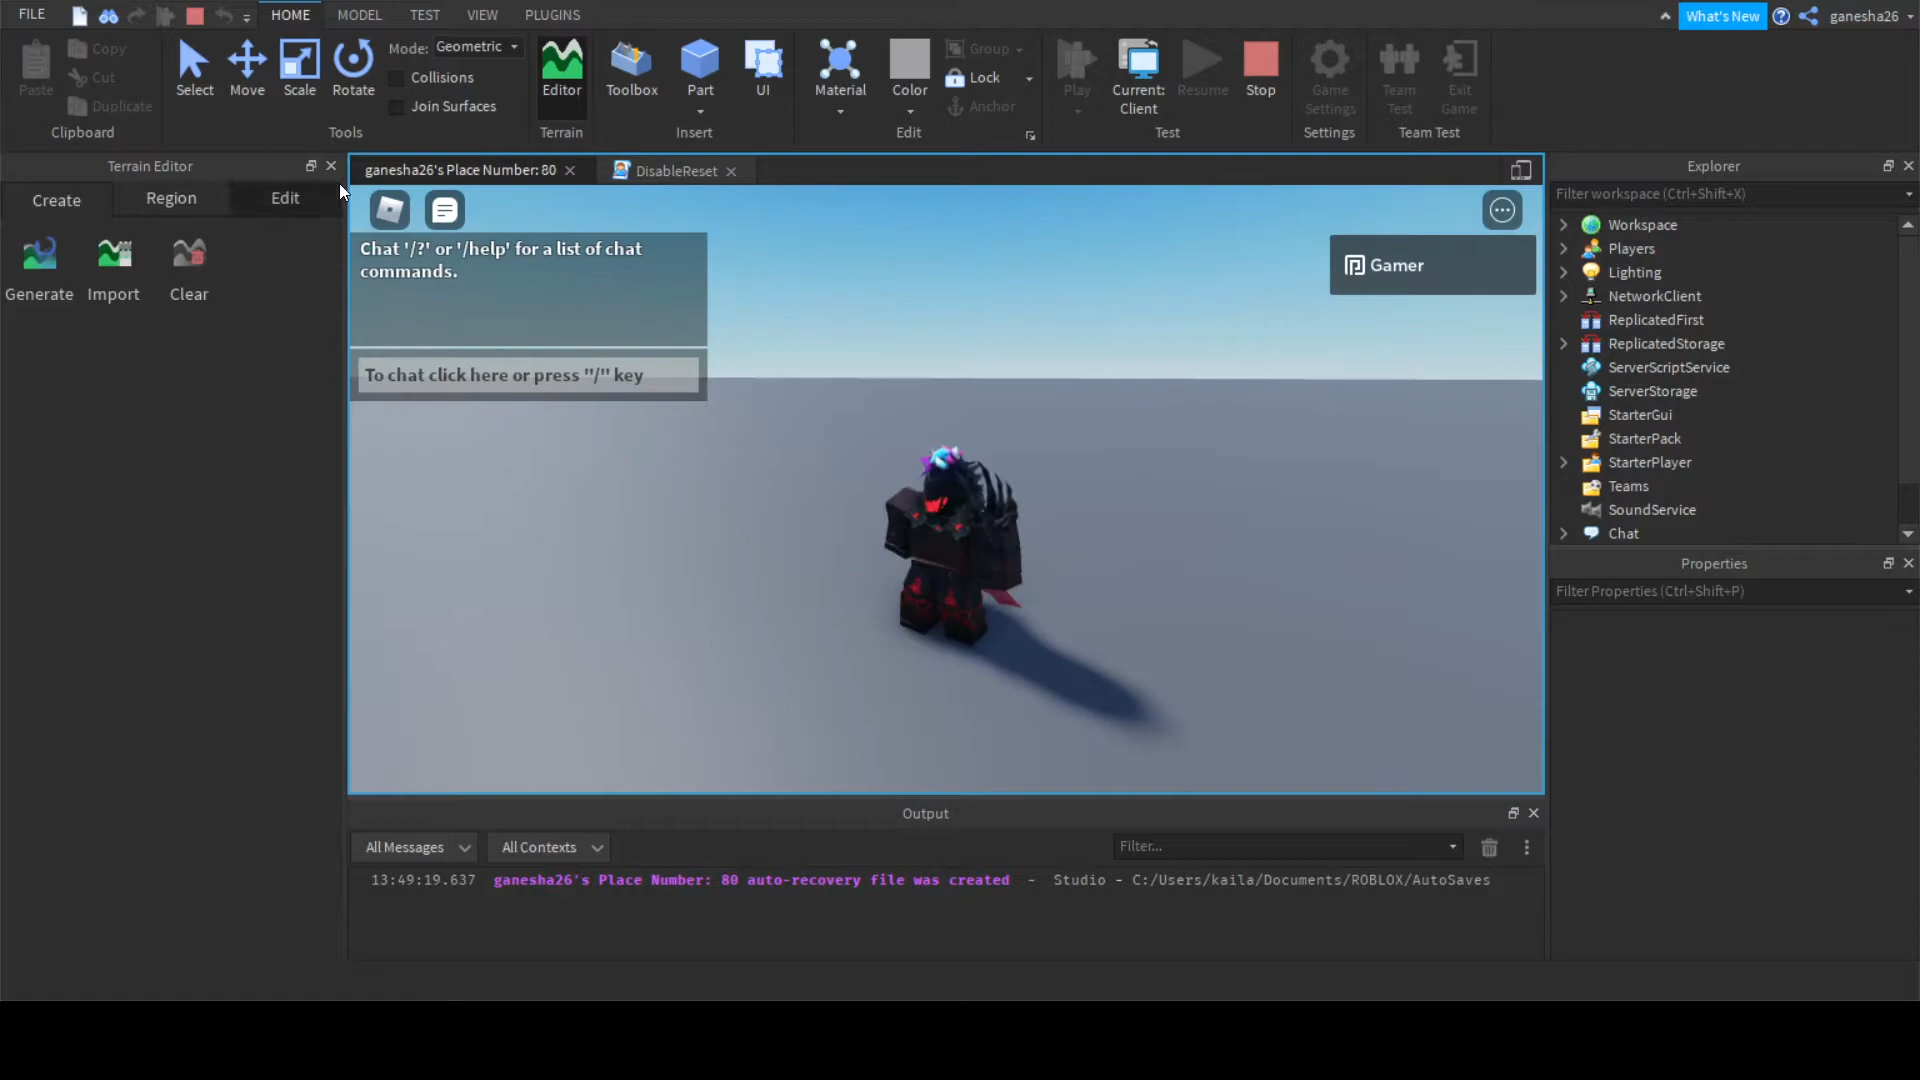 FILE
HOME
MODEL
TEST
VIEW
PLUGINS
What's New
ganesha26
Paste
Copy
Cut
Duplicate
Clipboard
Select
Move
Scale
Rotate
Mode: Geometric
Collisions
Join Surfaces
Tools
Editor
Terrain
Toolbox
Part
UI
Insert
Material
Color
Group
Lock
Anchor
Edit
Play
Current:
Client
Resume
Stop
Test
Game
Settings
Settings
Team
Test
Exit
Game
Team Test
Terrain Editor
Create
Region
Edit
Generate
Import
Clear
ganesha26's Place Number: 80
DisableReset
Chat '/?' or '/help' for a list of chat
commands.
To chat click here or press "/" key
Gamer
Explorer
Filter workspace (Ctrl+Shift+X)
Workspace
Players
Lighting
NetworkClient
ReplicatedFirst
ReplicatedStorage
ServerScriptService
ServerStorage
StarterGui
StarterPack
StarterPlayer
Teams
SoundService
Chat
Properties
Filter Properties (Ctrl+Shift+P)
Output
All Messages
All Contexts
Filter...
13:49:19.637 ganesha26's Place Number: 80 auto-recovery file was created - Studio - C:/Users/kaila/Documents/ROBLOX/AutoSaves